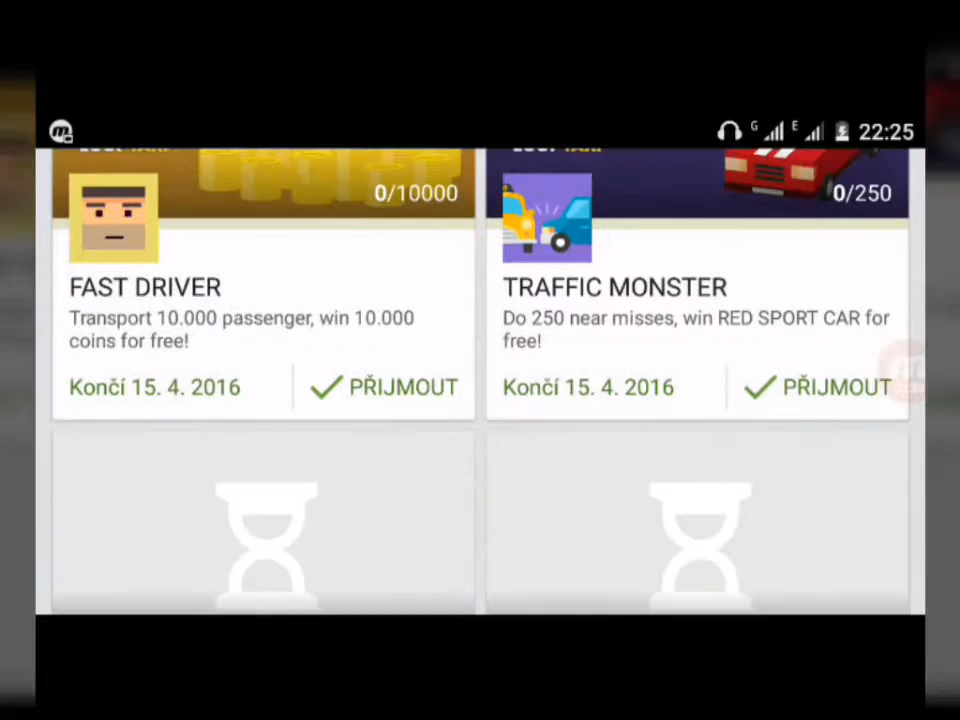 G E 22:25
0/10000
0/250
FAST DRIVER
Transport 10.000 passenger, win 10.000
coins for free!
Končí 15. 4. 2016
PŘIJMOUT
TRAFFIC MONSTER
Do 250 near misses, win RED SPORT CAR for
free!
Končí 15. 4. 2016
PŘIJMOUT